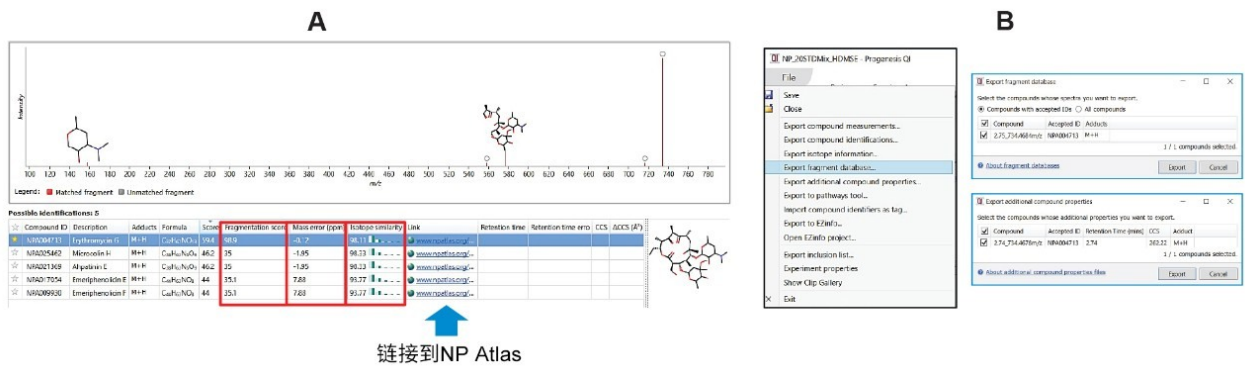 A
B
Intensity
100 120 140 160 180 200 220 240 260 280 300 320 340 360 380 400 420 440 460 480 500 520 540 560 580 600 620 640 660 680 700 720 740 760 780
m/z
Legend: Matched fragment Unmatched fragment
Possible identifications: 5
Compound ID Description Adducts Formula Score Fragmentation score Mass error (ppm) Isotope similarity Link Retention time Retention time erro CCS ΔCCS (Å²)
NPA004713 Erythromycin G M+H 59.4 98.9 -0.12 98.11 www.npatlas.org/...
NPA025462 Microcolin H M+H 46.2 35 -1.95 98.33 www.npatlas.org/...
NPA021369 Ahpatinin E M+H 46.2 35 -1.95 98.33 www.npatlas.org/...
NPA017054 Emeriphenolicin E M+H 44 35.1 7.88 93.77 www.npatlas.org/...
NPA009930 Emeriphenolicin F M+H 44 35.1 7.88 93.77 www.npatlas.org/...
链接到NP Atlas
QI NP_20STDMix_HDMSE - Progenesis QI
File
Save
Close
Export compound measurements...
Export compound identifications...
Export isotope information...
Export fragment database...
Export additional compound properties...
Export to pathways tool...
Import compound identifiers as tag...
Export to EZinfo...
Open EZinfo project...
Export inclusion list...
Experiment properties
Show Clip Gallery
Exit
QI Export fragment database
Select the compounds whose spectra you want to export.
Compounds with accepted IDs All compounds
Compound Accepted ID Adducts
2.75_734.4684m/z NPA004713 M+H
1 / 1 compounds selected.
About fragment databases Export Cancel
QI Export additional compound properties
Select the compounds whose additional properties you want to export.
Compound Accepted ID Retention Time (mins) CCS Adduct
2.74_734.4678m/z NPA004713 2.74 262.22 M+H
1 / 1 compounds selected.
About additional compound properties files Export Cancel